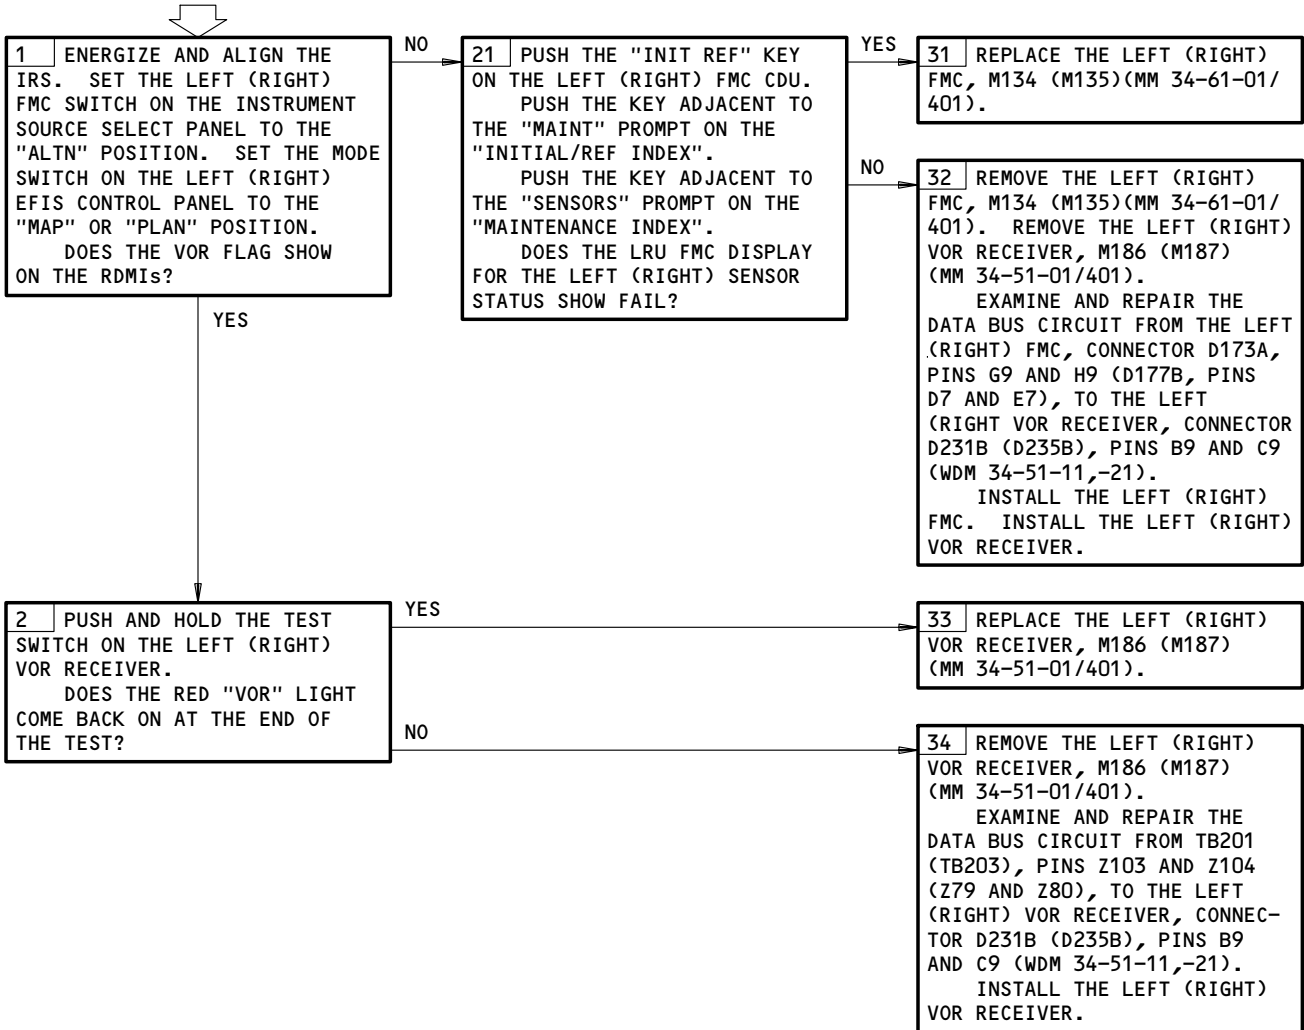 1 ENERGIZE AND ALIGN THE
IRS. SET THE LEFT (RIGHT)
FMC SWITCH ON THE INSTRUMENT
SOURCE SELECT PANEL TO THE
"ALTN" POSITION. SET THE MODE
SWITCH ON THE LEFT (RIGHT)
EFIS CONTROL PANEL TO THE
"MAP" OR "PLAN" POSITION.
DOES THE VOR FLAG SHOW
ON THE RDMIs?
NO
YES
21 PUSH THE "INIT REF" KEY
ON THE LEFT (RIGHT) FMC CDU.
PUSH THE KEY ADJACENT TO
THE "MAINT" PROMPT ON THE
"INITIAL/REF INDEX".
PUSH THE KEY ADJACENT TO
THE "SENSORS" PROMPT ON THE
"MAINTENANCE INDEX".
DOES THE LRU FMC DISPLAY
FOR THE LEFT (RIGHT) SENSOR
STATUS SHOW FAIL?
YES
NO
31 REPLACE THE LEFT (RIGHT)
FMC, M134 (M135)(MM 34-61-01/
401).
32 REMOVE THE LEFT (RIGHT)
FMC, M134 (M135)(MM 34-61-01/
401). REMOVE THE LEFT (RIGHT)
VOR RECEIVER, M186 (M187)
(MM 34-51-01/401).
EXAMINE AND REPAIR THE
DATA BUS CIRCUIT FROM THE LEFT
(RIGHT) FMC, CONNECTOR D173A,
PINS G9 AND H9 (D177B, PINS
D7 AND E7), TO THE LEFT
(RIGHT VOR RECEIVER, CONNECTOR
D231B (D235B), PINS B9 AND C9
(WDM 34-51-11,-21).
INSTALL THE LEFT (RIGHT)
FMC. INSTALL THE LEFT (RIGHT)
VOR RECEIVER.
2 PUSH AND HOLD THE TEST
SWITCH ON THE LEFT (RIGHT)
VOR RECEIVER.
DOES THE RED "VOR" LIGHT
COME BACK ON AT THE END OF
THE TEST?
YES
NO
33 REPLACE THE LEFT (RIGHT)
VOR RECEIVER, M186 (M187)
(MM 34-51-01/401).
34 REMOVE THE LEFT (RIGHT)
VOR RECEIVER, M186 (M187)
(MM 34-51-01/401).
EXAMINE AND REPAIR THE
DATA BUS CIRCUIT FROM TB201
(TB203), PINS Z103 AND Z104
(Z79 AND Z80), TO THE LEFT
(RIGHT) VOR RECEIVER, CONNEC-
TOR D231B (D235B), PINS B9
AND C9 (WDM 34-51-11,-21).
INSTALL THE LEFT (RIGHT)
VOR RECEIVER.